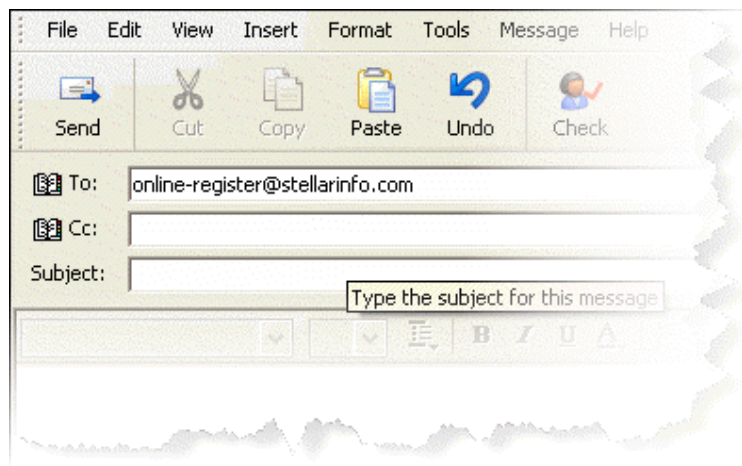 File Edit View Insert Format Tools Message Help
Send Cut Copy Paste Undo Check
To: online-register@stellarinfo.com
Cc:
Subject:
Type the subject for this message
B I U A